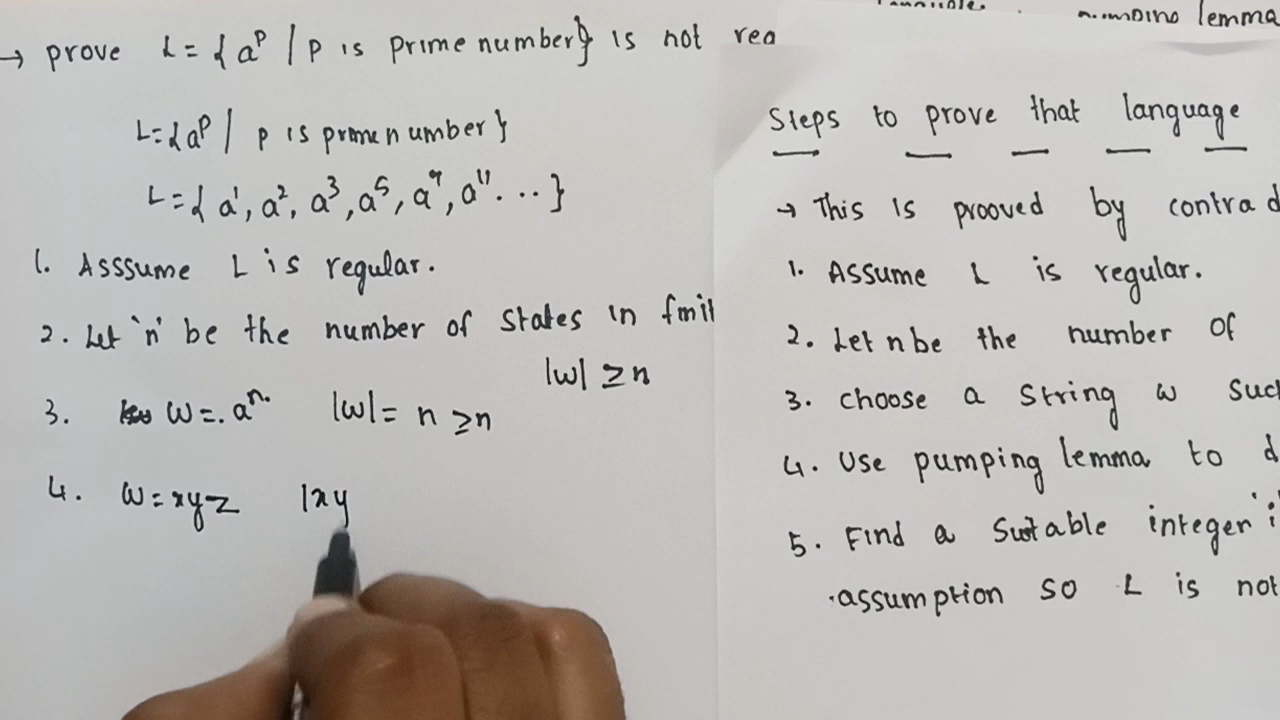 → prove L = { a^p / p is prime number} is not reg
L = { a^p / p is prime number }
L = { a^1, a^2, a^3, a^5, a^7, a^11 . . . }
1. Asssume L is regular.
2. Let 'n' be the number of states in finit
|w| ≥ n
3. w = . a^n. |w| = n ≥ n
4. w = xyz |xy
lemma
Steps to prove that language
→ This is prooved by contrad
1. Assume L is regular.
2. Let n be the number of
3. choose a string w suc
4. Use pumping lemma to d
5. Find a suitable integer 'i'
assumption so L is not